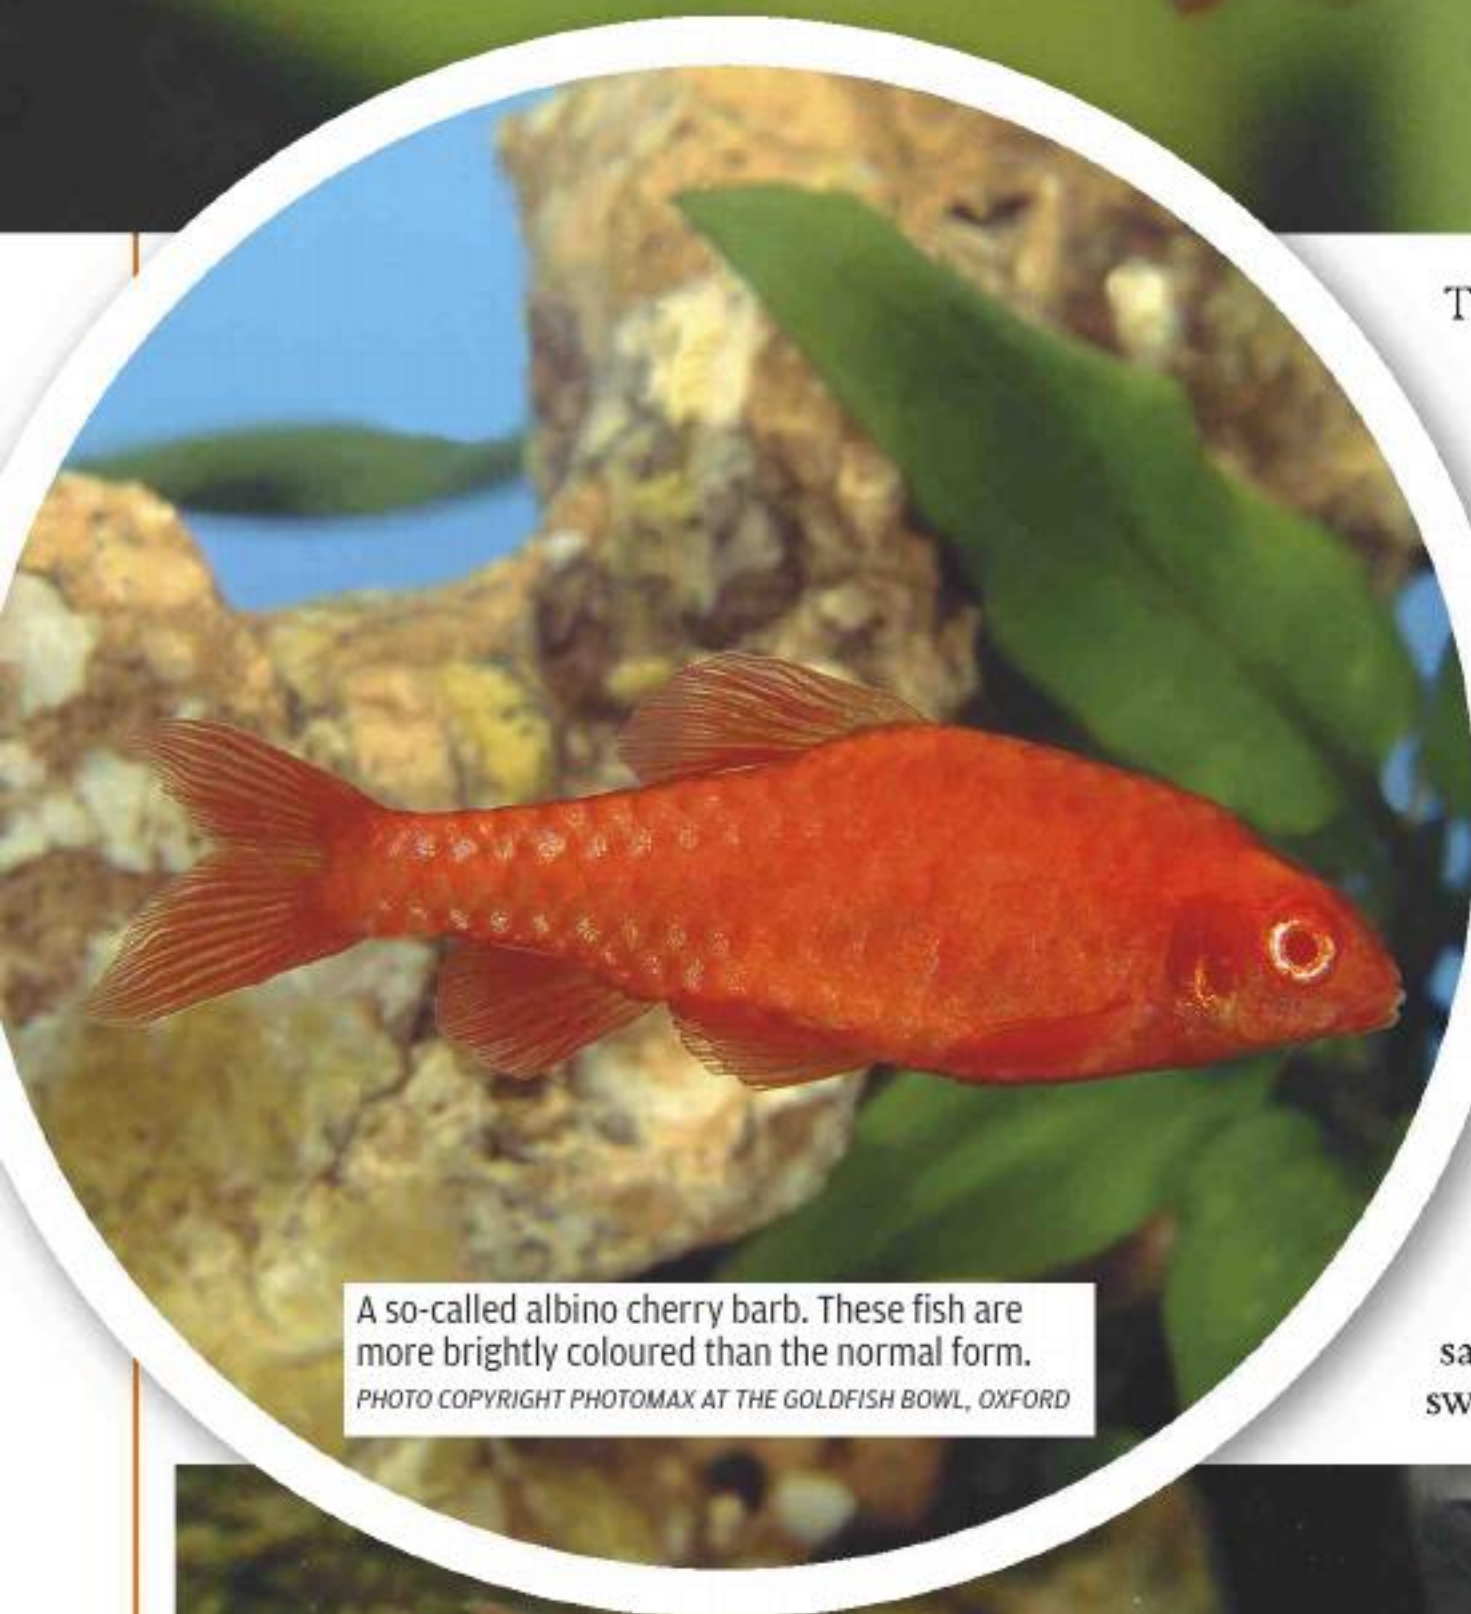 A so-called albino cherry barb. These fish are
more brightly coloured than the normal form.
PHOTO COPYRIGHT PHOTOMAX AT THE GOLDFISH BOWL, OXFORD